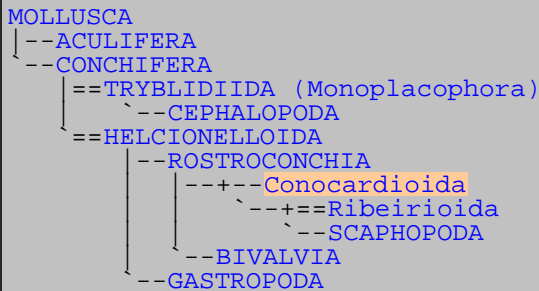 MOLLUSCA
|--ACULIFERA
`--CONCHIFERA
|==TRYBLIDIIDA (Monoplacophora)
| `--CEPHALOPODA
`==HELCIONELLOIDA
|--ROSTROCONCHIA
| |--+--Conocardioida
| | `--+==Ribeirioida
| | `--SCAPHOPODA
| `--BIVALVIA
`--GASTROPODA